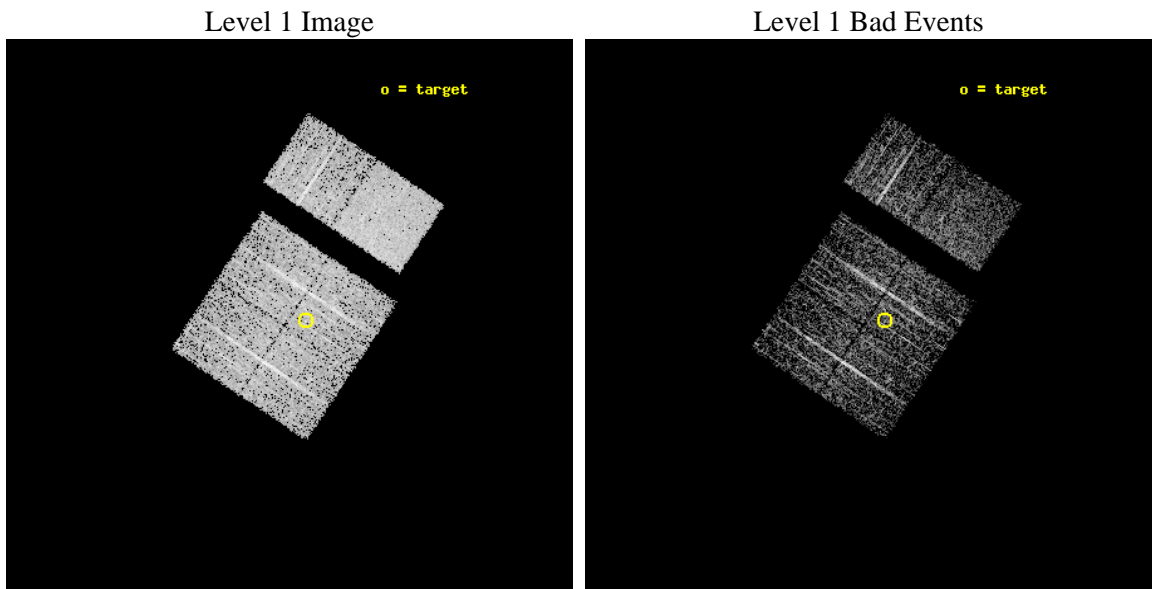 Level 1 Image
Level 1 Bad Events
o = target
o = target